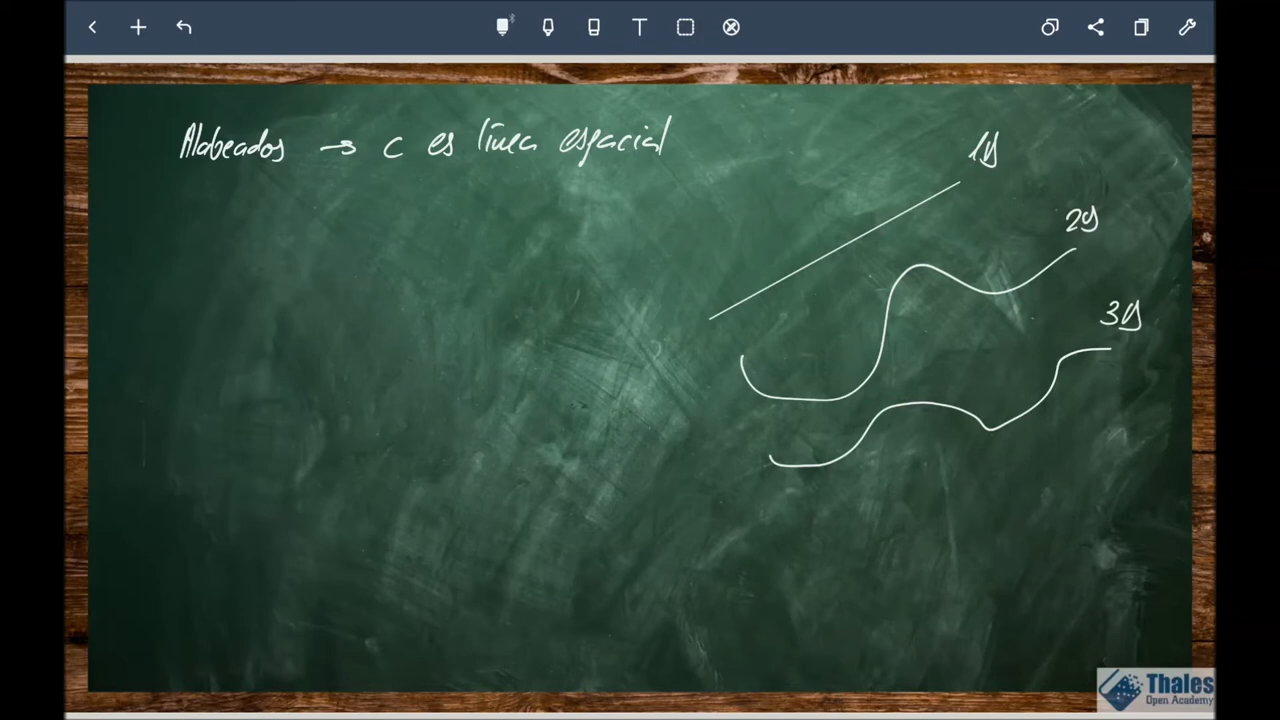 Alabeados → c es línea espacial
1D
2D
3D
Thales
Open Academy